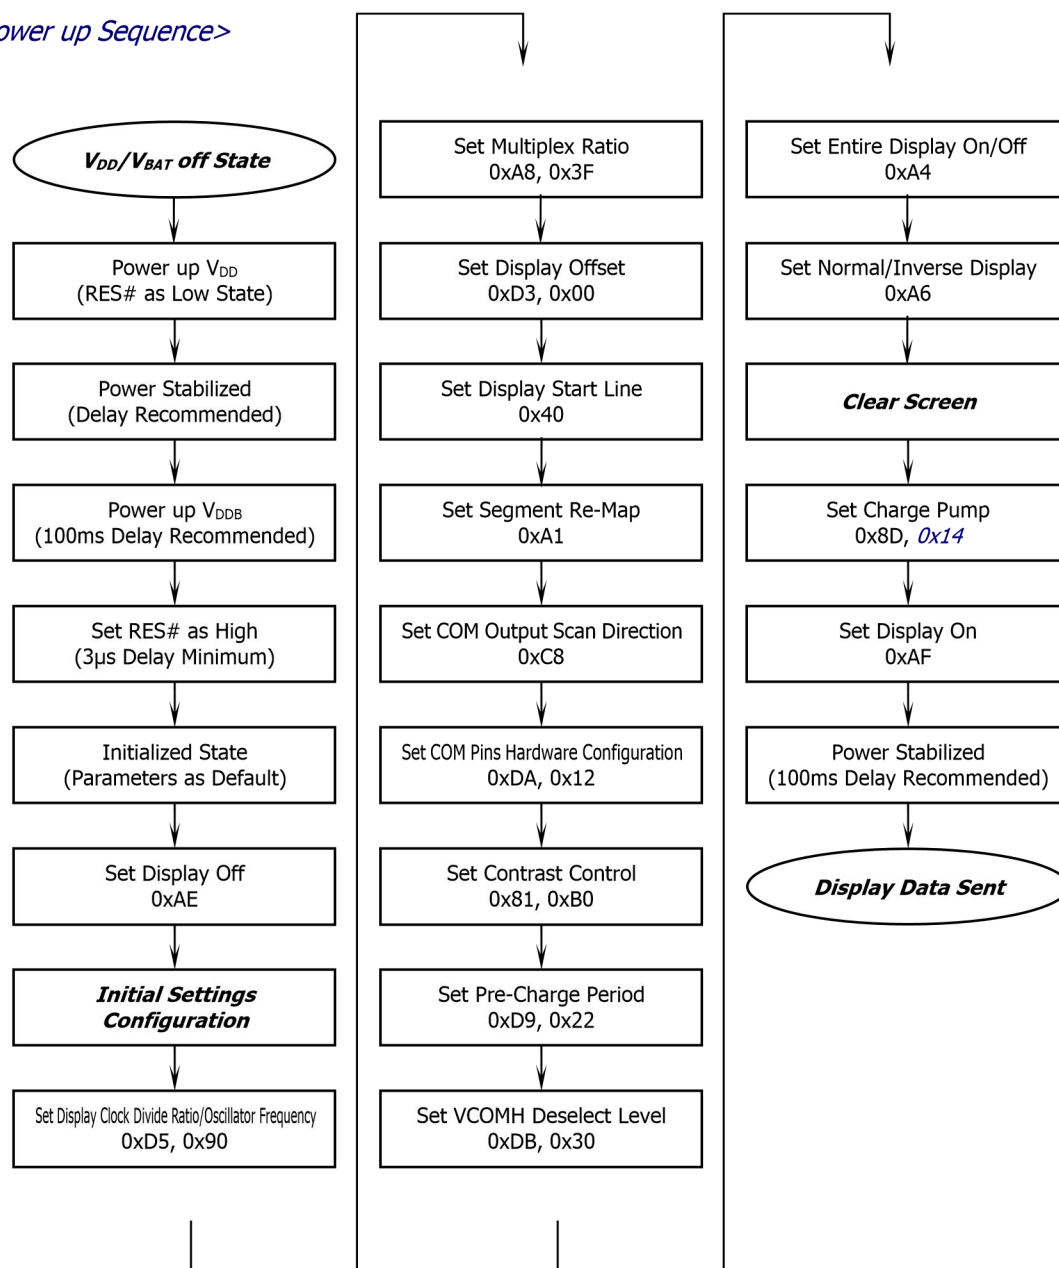 ower up Sequence>
VDD/VBAT off State
Power up VDD
(RES# as Low State)
Power Stabilized
(Delay Recommended)
Power up VDDB
(100ms Delay Recommended)
Set RES# as High
(3µs Delay Minimum)
Initialized State
(Parameters as Default)
Set Display Off
0xAE
Initial Settings
Configuration
Set Display Clock Divide Ratio/Oscillator Frequency
0xD5, 0x90
Set Multiplex Ratio
0xA8, 0x3F
Set Display Offset
0xD3, 0x00
Set Display Start Line
0x40
Set Segment Re-Map
0xA1
Set COM Output Scan Direction
0xC8
Set COM Pins Hardware Configuration
0xDA, 0x12
Set Contrast Control
0x81, 0xB0
Set Pre-Charge Period
0xD9, 0x22
Set VCOMH Deselect Level
0xDB, 0x30
Set Entire Display On/Off
0xA4
Set Normal/Inverse Display
0xA6
Clear Screen
Set Charge Pump
0x8D, 0x14
Set Display On
0xAF
Power Stabilized
(100ms Delay Recommended)
Display Data Sent